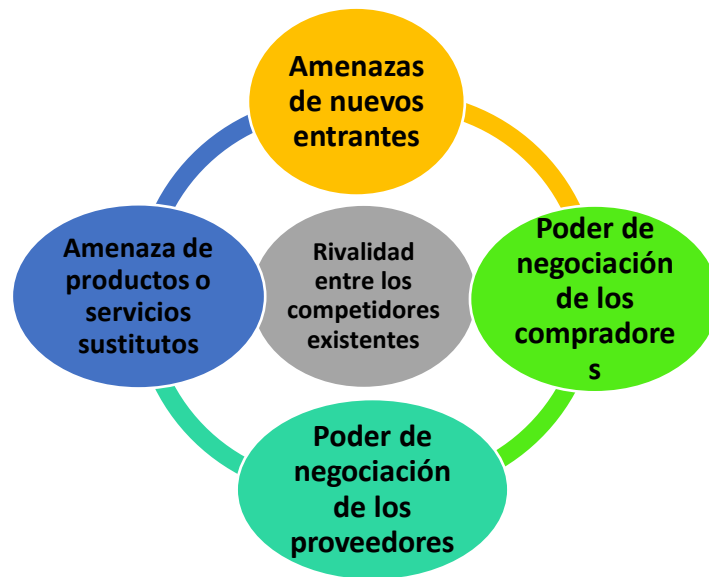 Amenazas
de nuevos
entrantes
Amenaza de
productos o
servicios
sustitutos
Rivalidad
entre los
competidores
existentes
Poder de
negociación
de los
compradore
s
Poder de
negociación
de los
proveedores